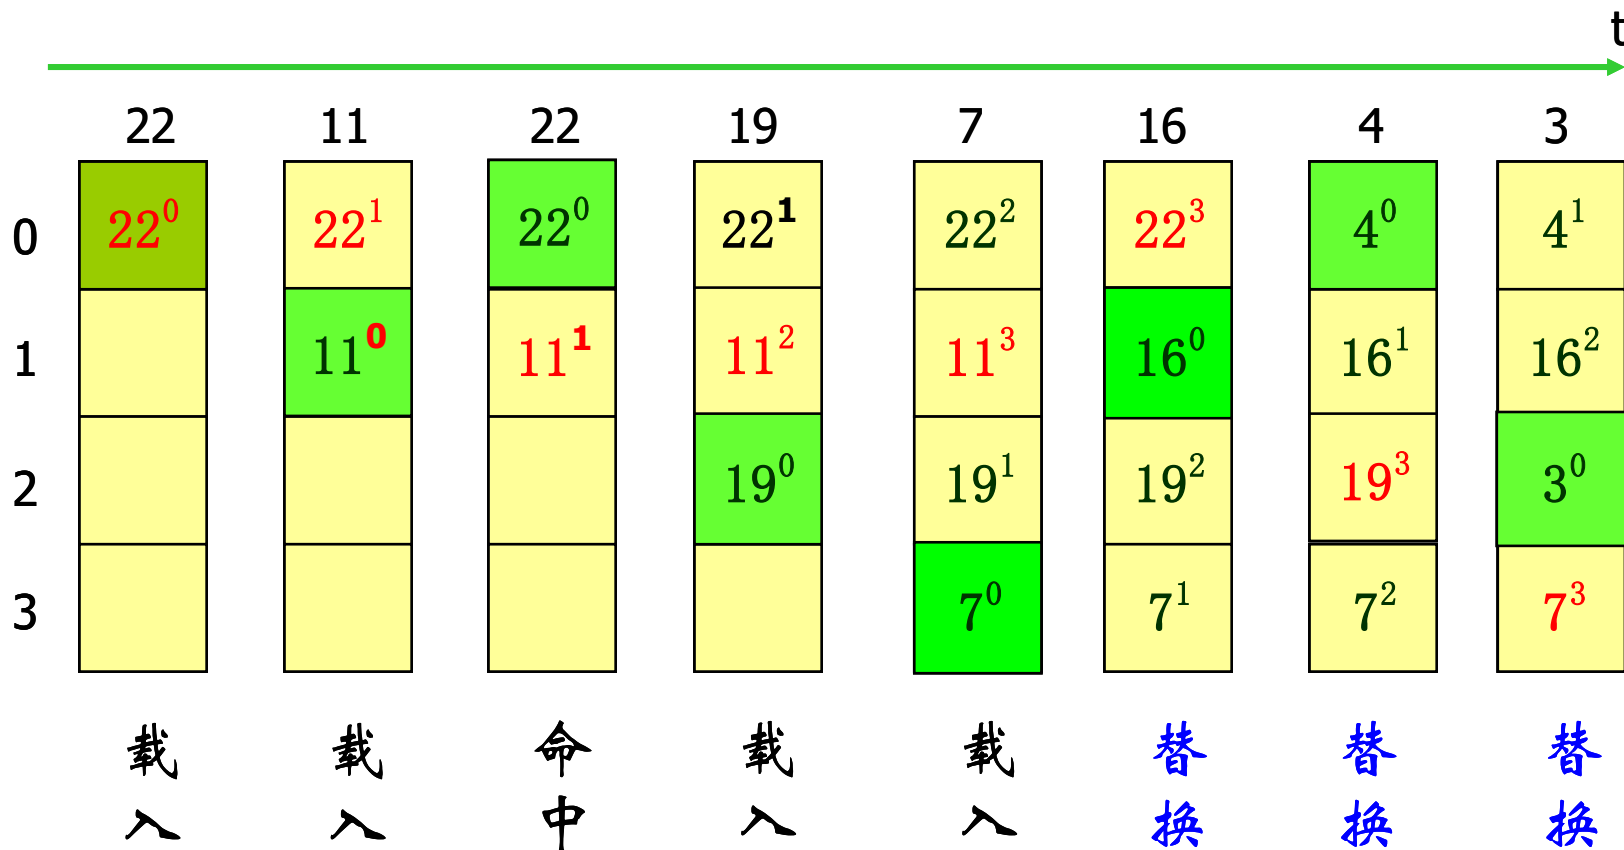 t
22 11 22 19 7 16 4 3
0 22⁰ 22¹ 22⁰ 22¹ 22² 22³ 4⁰ 4¹
1 11⁰ 11¹ 11² 11³ 16⁰ 16¹ 16²
2 19⁰ 19¹ 19² 19³ 3⁰
3 7⁰ 7¹ 7² 7³
载入 载入 命中 载入 载入 替换 替换 替换